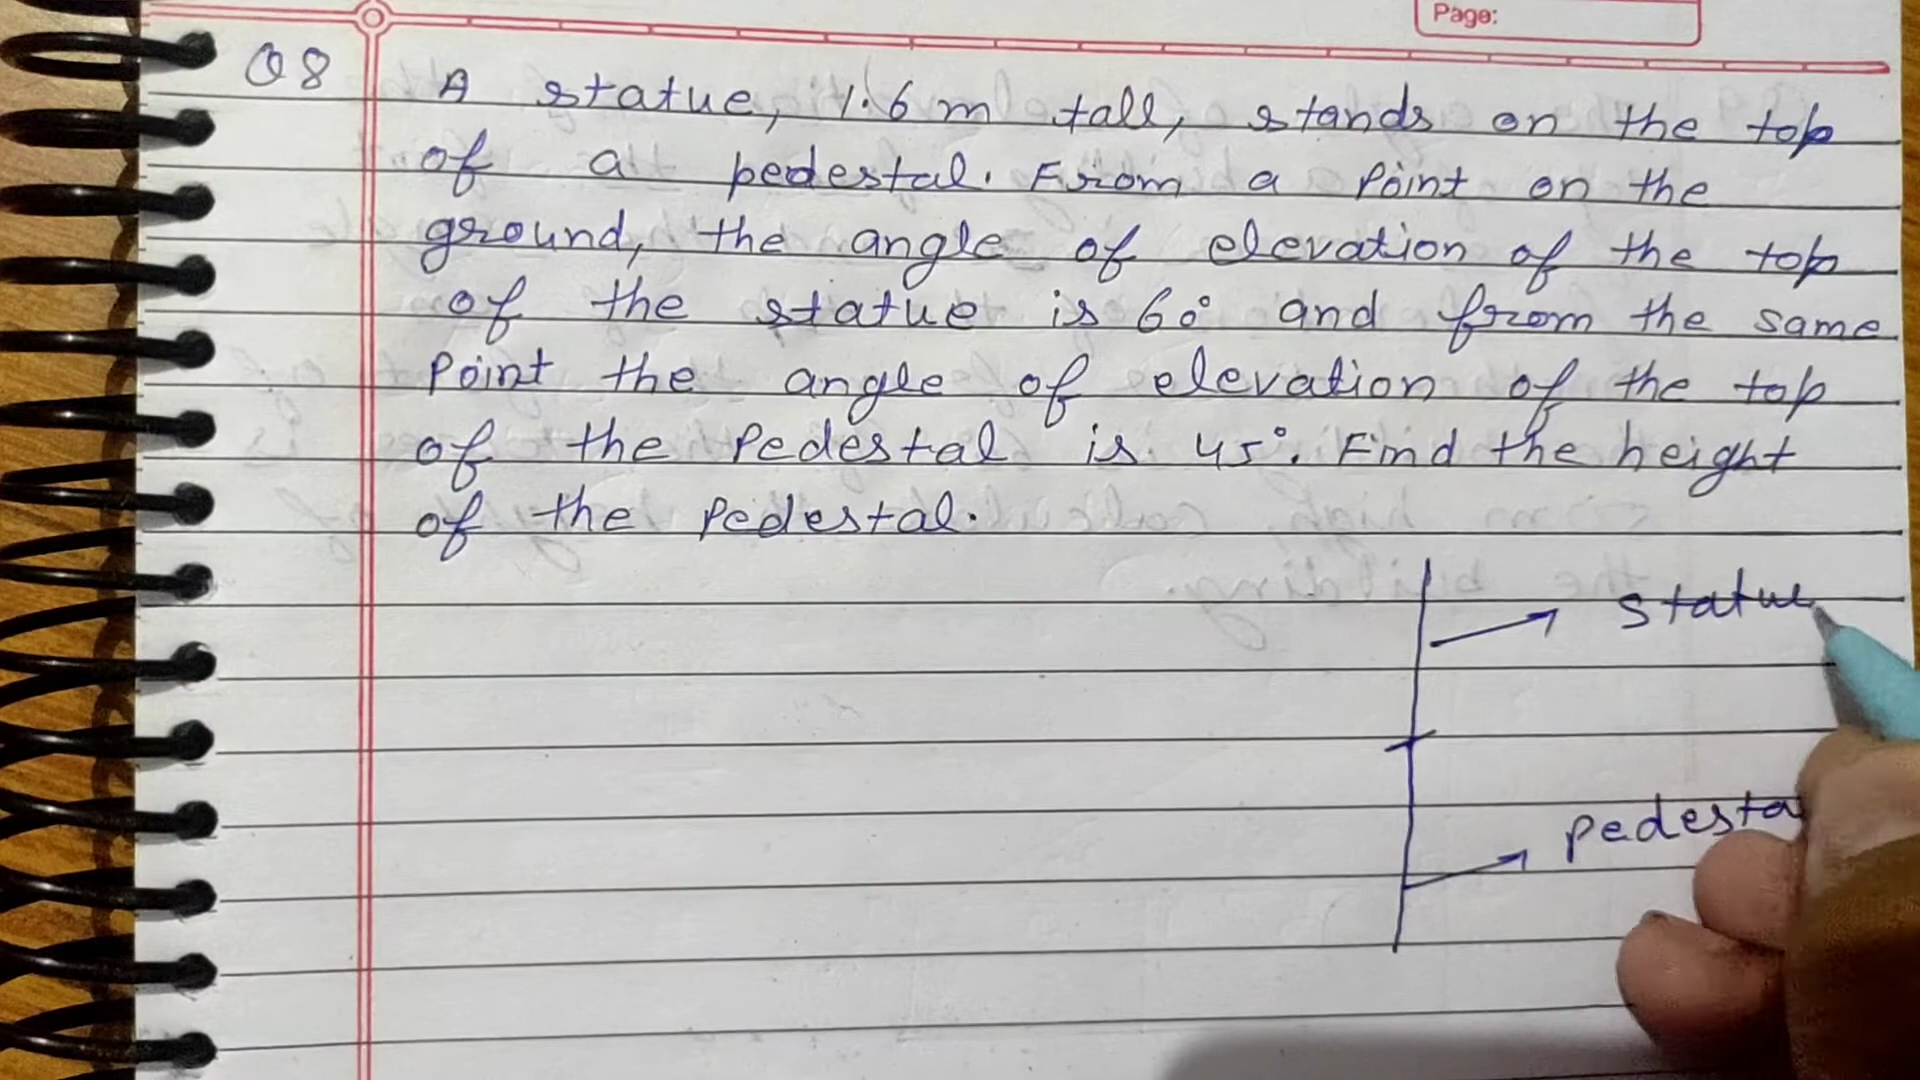 Page:
Q8 A statue, 1.6 m tall, stands on the top
of a pedestal. From a point on the
ground, the angle of elevation of the top
of the statue is 60° and from the same
Point the angle of elevation of the top
of the Pedestal is 45°. Find the height
of the Pedestal.
statue
pedesta